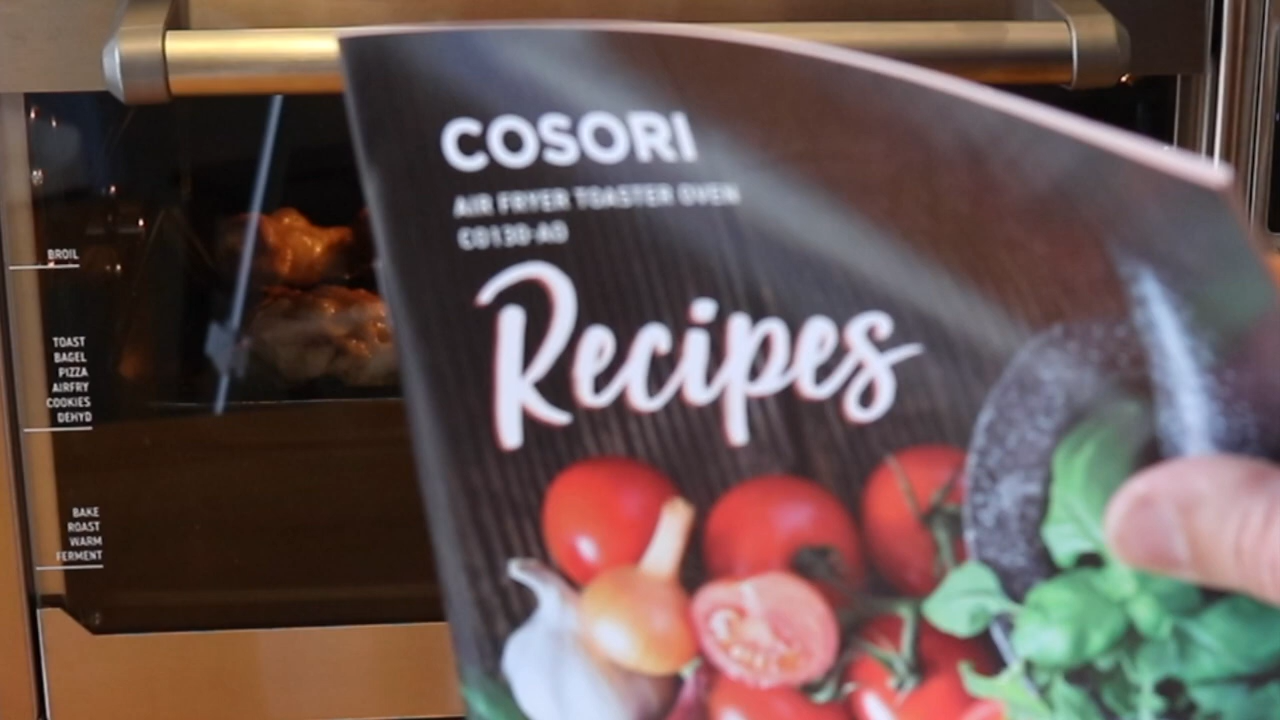 COSORI
AIR FRYER TOASTER OVEN
CO130-AO
Recipes
BROIL
TOAST
BAGEL
PIZZA
AIRFRY
COOKIES
DEHYD
BAKE
ROAST
WARM
FERMENT